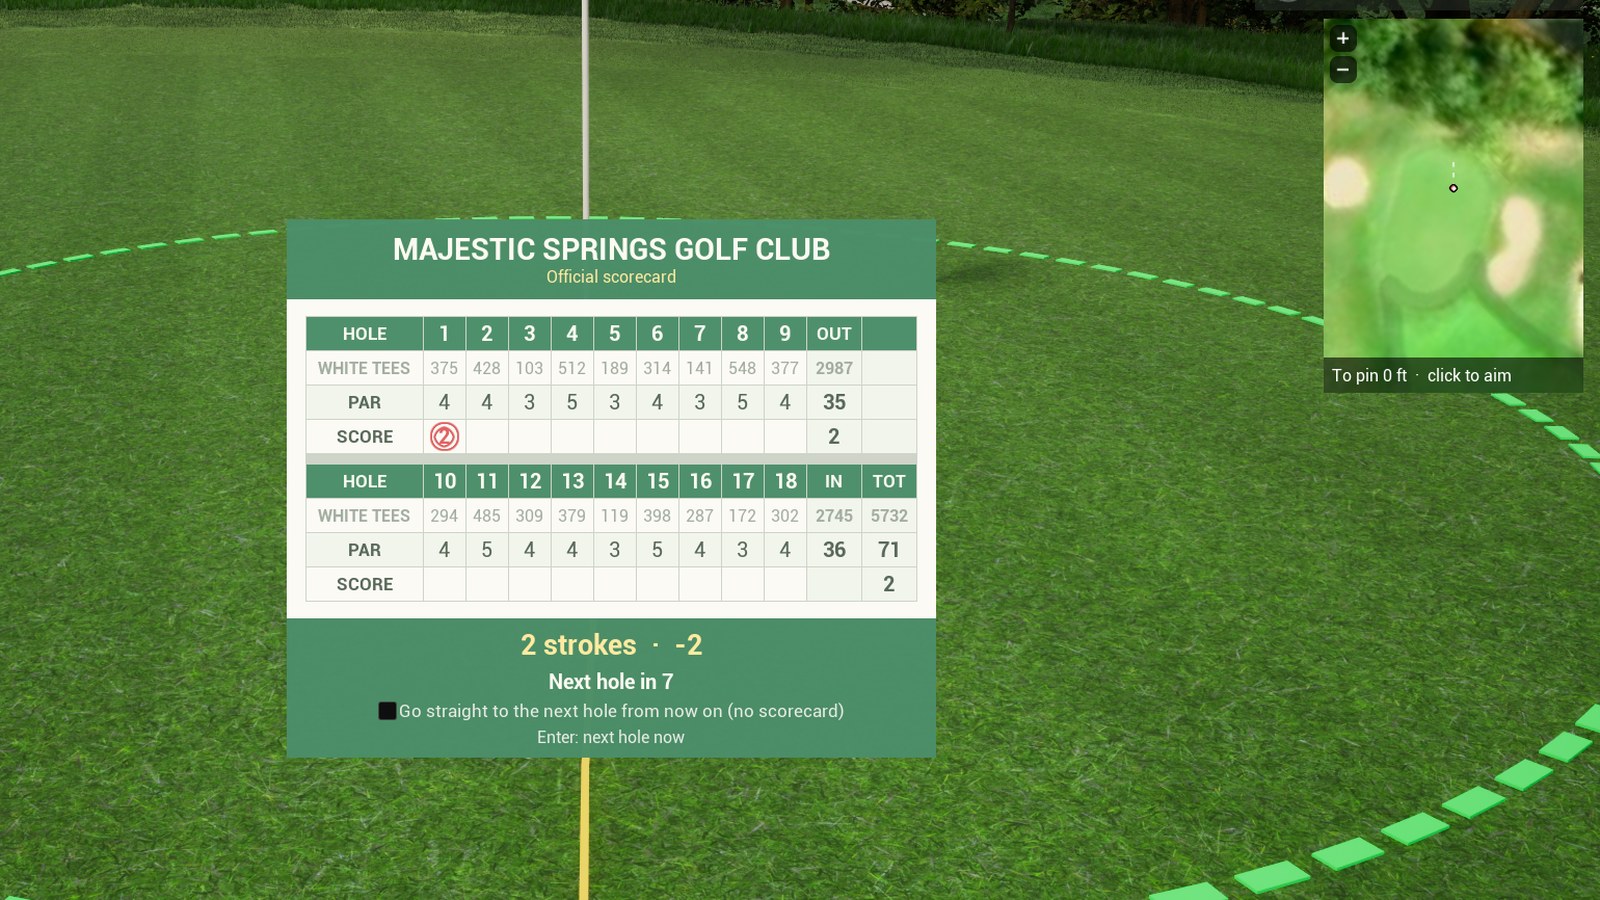 MAJESTIC SPRINGS GOLF CLUB
Official scorecard
HOLE 1 2 3 4 5 6 7 8 9 OUT
WHITE TEES 375 428 103 512 189 314 141 548 377 2987
PAR 4 4 3 5 3 4 3 5 4 35
SCORE 2 2
HOLE 10 11 12 13 14 15 16 17 18 IN TOT
WHITE TEES 294 485 309 379 119 398 287 172 302 2745 5732
PAR 4 5 4 4 3 5 4 3 4 36 71
SCORE 2
2 strokes · -2
Next hole in 7
Go straight to the next hole from now on (no scorecard)
Enter: next hole now
+
−
To pin 0 ft · click to aim